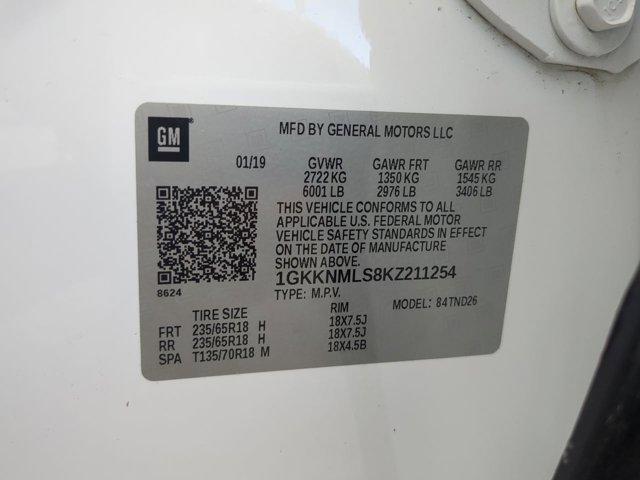 GM
MFD BY GENERAL MOTORS LLC
01/19 GVWR GAWR FRT GAWR RR
2722 KG 1350 KG 1545 KG
6001 LB 2976 LB 3406 LB
THIS VEHICLE CONFORMS TO ALL
APPLICABLE U.S. FEDERAL MOTOR
VEHICLE SAFETY STANDARDS IN EFFECT
ON THE DATE OF MANUFACTURE
SHOWN ABOVE.
1GKKNMLS8KZ211254
8624
TYPE: M.P.V. MODEL: 84TND26
TIRE SIZE RIM
FRT 235/65R18 H 18X7.5J
RR 235/65R18 H 18X7.5J
SPA T135/70R18 M 18X4.5B